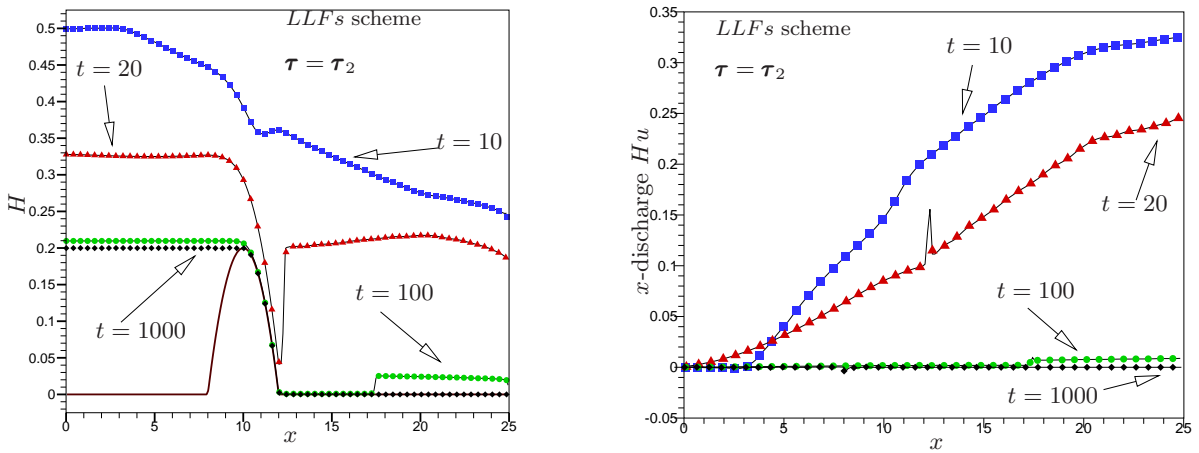 0.5
0.45
0.4
0.35
0.3
0.25
0.2
0.15
0.1
0.05
0
H
LLFs scheme
τ = τ₂
t = 20
t = 10
t = 100
t = 1000
0 5 10 15 20 25
x
0.35
0.3
0.25
0.2
0.15
0.1
0.05
0
-0.05
x-discharge Hu
LLFs scheme
τ = τ₂
t = 10
t = 20
t = 100
t = 1000
0 5 10 15 20 25
x